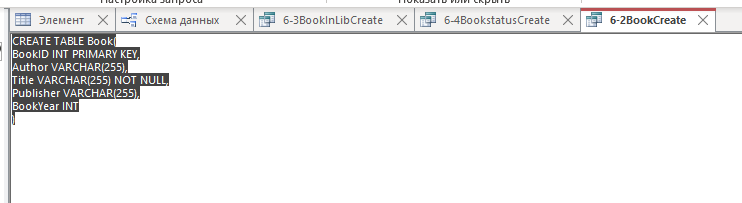 Настройка запроса
Показать или скрыть
Элемент
Схема данных
6-3BookInLibCreate
6-4BookstatusCreate
6-2BookCreate
CREATE TABLE Book(
BookID INT PRIMARY KEY,
Author VARCHAR(255),
Title VARCHAR(255) NOT NULL,
Publisher VARCHAR(255),
BookYear INT
)